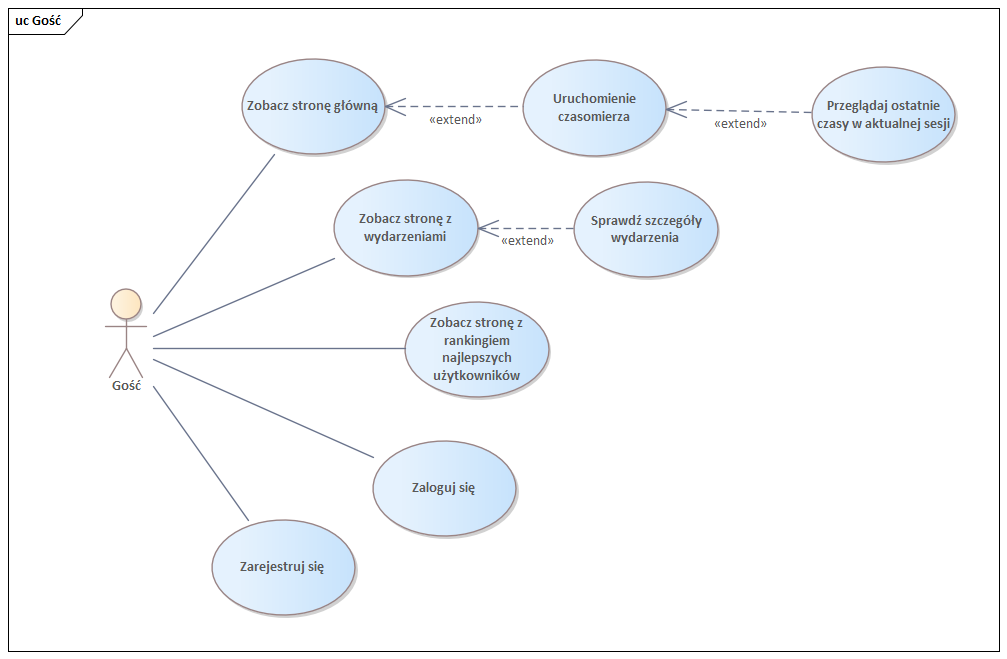 uc Gość
Zobacz stronę główną
«extend»
Uruchomienie
czasomierza
«extend»
Przeglądaj ostatnie
czasy w aktualnej sesji
Zobacz stronę z
wydarzeniami
«extend»
Sprawdź szczegóły
wydarzenia
Zobacz stronę z
rankingiem
najlepszych
użytkowników
Gość
Zaloguj się
Zarejestruj się